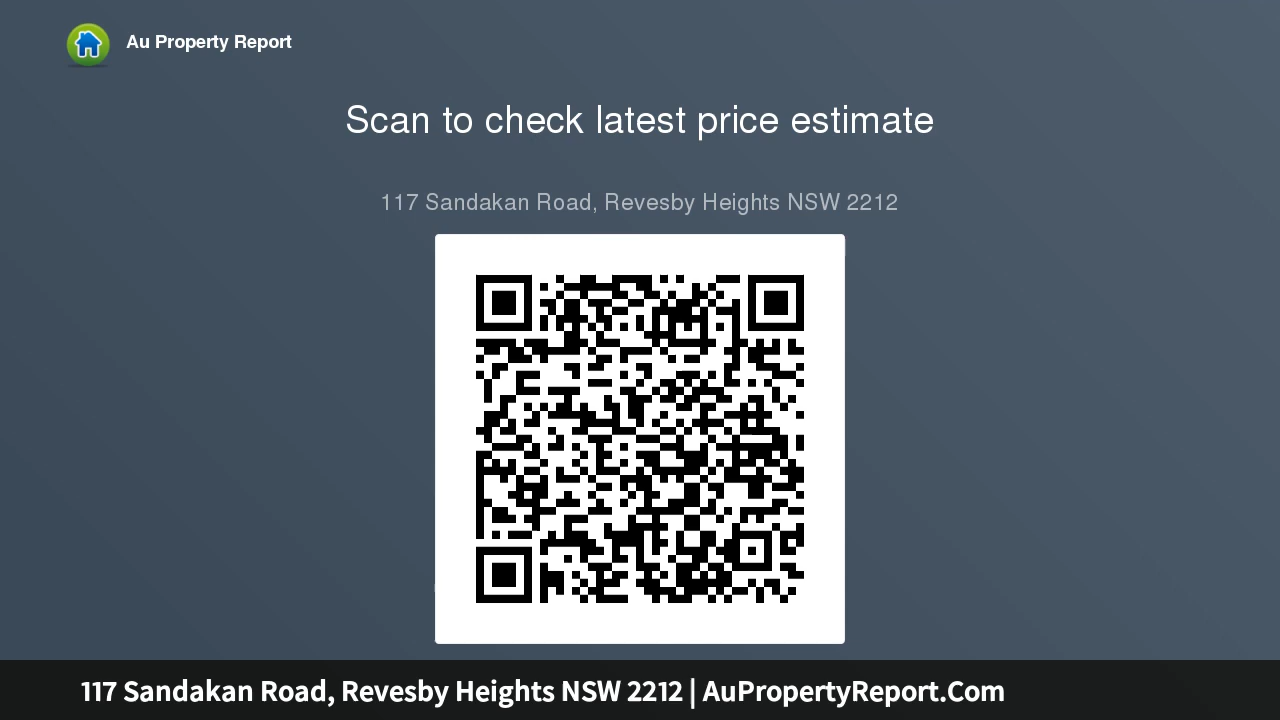 Au Property Report
Scan to check latest price estimate
117 Sandakan Road, Revesby Heights NSW 2212
117 Sandakan Road, Revesby Heights NSW 2212 | AuPropertyReport.Com